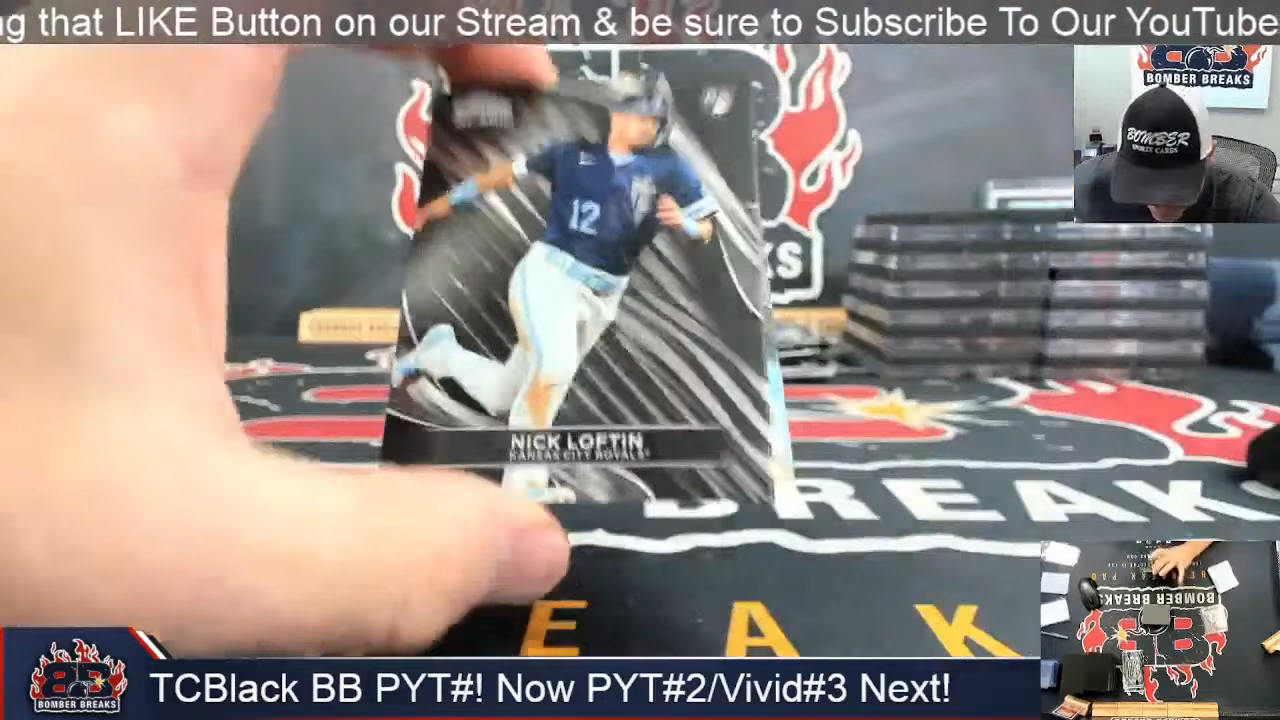 g that LIKE Button on our Stream & be sure to Subscribe To Our YouTube
BOMBER BREAKS
BOMBER
SPORTS CARDS
12
KS
NICK LOFTIN
KANSAS CITY ROYALS
BREAK
EAK
BOMBER BREAKS
TCBlack BB PYT#! Now PYT#2/Vivid#3 Next!
BOMBER BREAKS